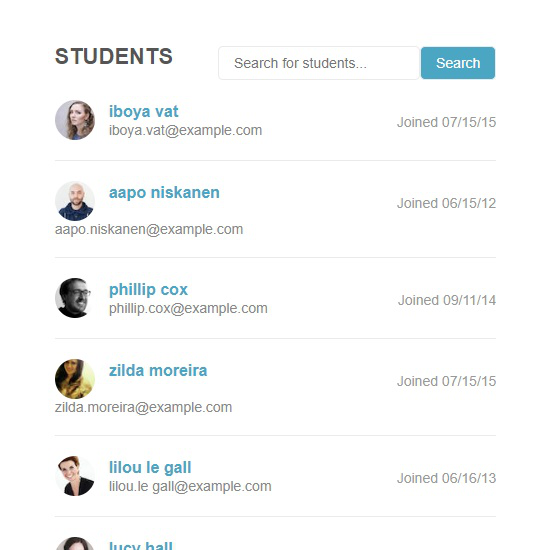 STUDENTS
Search for students...
Search
iboya vat
iboya.vat@example.com
Joined 07/15/15
aapo niskanen
Joined 06/15/12
aapo.niskanen@example.com
phillip cox
phillip.cox@example.com
Joined 09/11/14
zilda moreira
Joined 07/15/15
zilda.moreira@example.com
lilou le gall
lilou.le gall@example.com
Joined 06/16/13
lucy hall